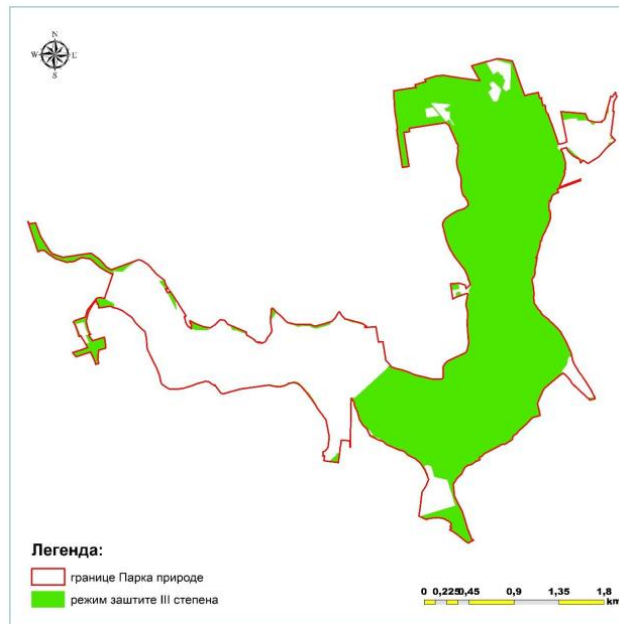 N
W E
S
Легенда:
границе Парка природе
режим заштите III степена
0 0,225 0,45 0,9 1,35 1,8
km